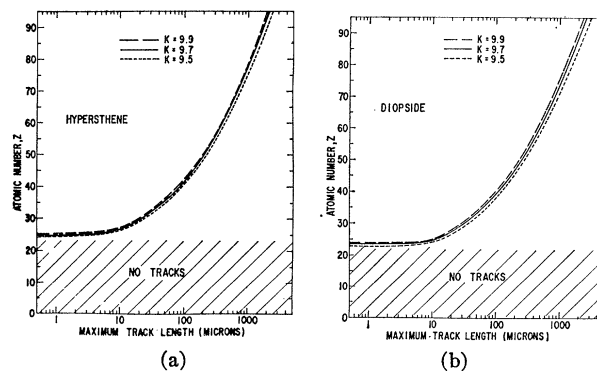 90
80
70
60
50
40
30
20
10
0
ATOMIC NUMBER, Z
K = 9.9
K = 9.7
K = 9.5
HYPERSTHENE
NO TRACKS
1
10
100
1000
MAXIMUM TRACK LENGTH (MICRONS)
(a)
90
80
70
60
50
40
30
20
10
0
ATOMIC NUMBER, Z
K = 9.9
K = 9.7
K = 9.5
DIOPSIDE
NO TRACKS
1
10
100
1000
MAXIMUM-TRACK LENGTH (MICRONS)
(b)